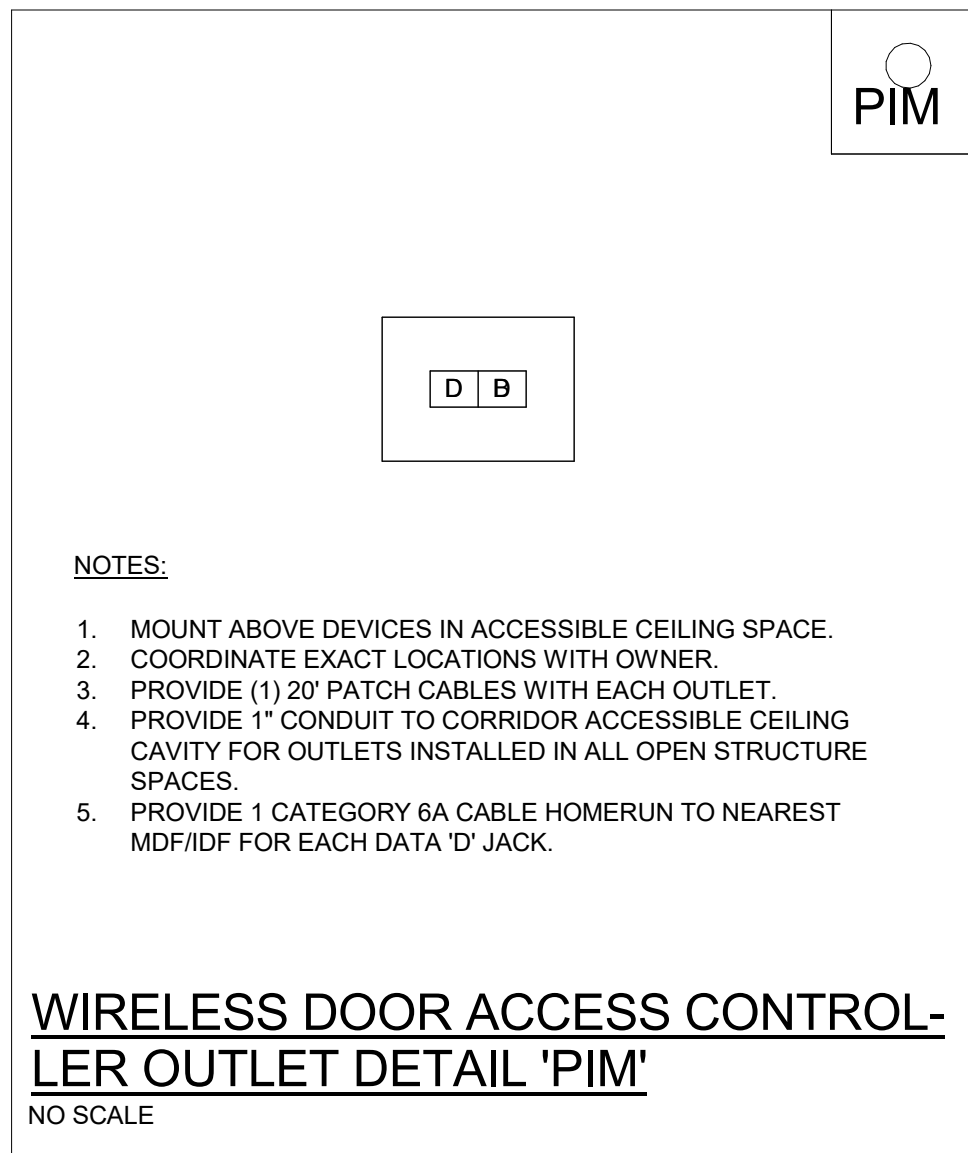 PIM
D B
NOTES:
1. MOUNT ABOVE DEVICES IN ACCESSIBLE CEILING SPACE.
2. COORDINATE EXACT LOCATIONS WITH OWNER.
3. PROVIDE (1) 20' PATCH CABLES WITH EACH OUTLET.
4. PROVIDE 1" CONDUIT TO CORRIDOR ACCESSIBLE CEILING
CAVITY FOR OUTLETS INSTALLED IN ALL OPEN STRUCTURE
SPACES.
5. PROVIDE 1 CATEGORY 6A CABLE HOMERUN TO NEAREST
MDF/IDF FOR EACH DATA 'D' JACK.
WIRELESS DOOR ACCESS CONTROL-
LER OUTLET DETAIL 'PIM'
NO SCALE